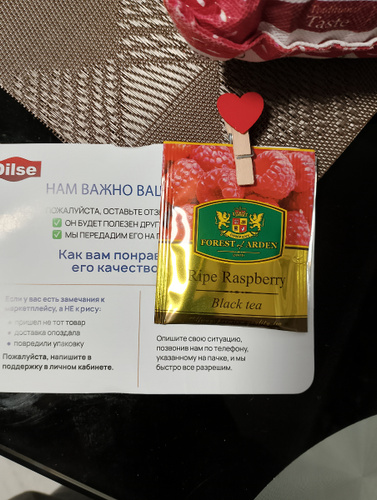 Tradition of
Taste
Dilse
НАМ ВАЖНО ВАШ
ПОЖАЛУЙСТА, ОСТАВЬТЕ ОТЗ
✅ ОН БУДЕТ ПОЛЕЗЕН ДРУГ
✅ МЫ ПЕРЕДАДИМ ЕГО НА П
Как вам понрав
его качество
FOREST of ARDEN
Ripe Raspberry
Black tea
Если у вас есть замечания к
маркетплейсу, а НЕ к рису:
• пришел не тот товар
• доставка опоздала
• повредили упаковку
Пожалуйста, напишите в
поддержку в личном кабинете.
Опишите свою ситуацию,
позвонив нам по телефону,
указанному на пачке, и мы
быстро все разрешим.